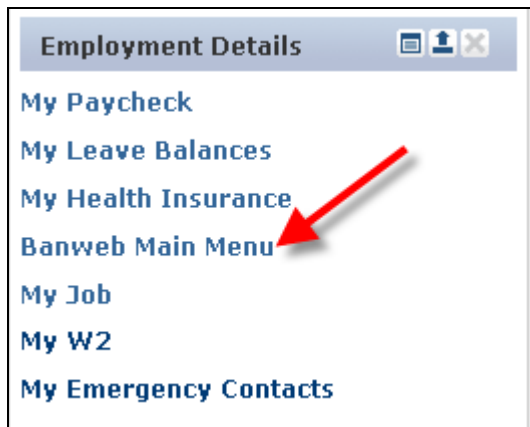 Employment Details
My Paycheck
My Leave Balances
My Health Insurance
Banweb Main Menu
My Job
My W2
My Emergency Contacts